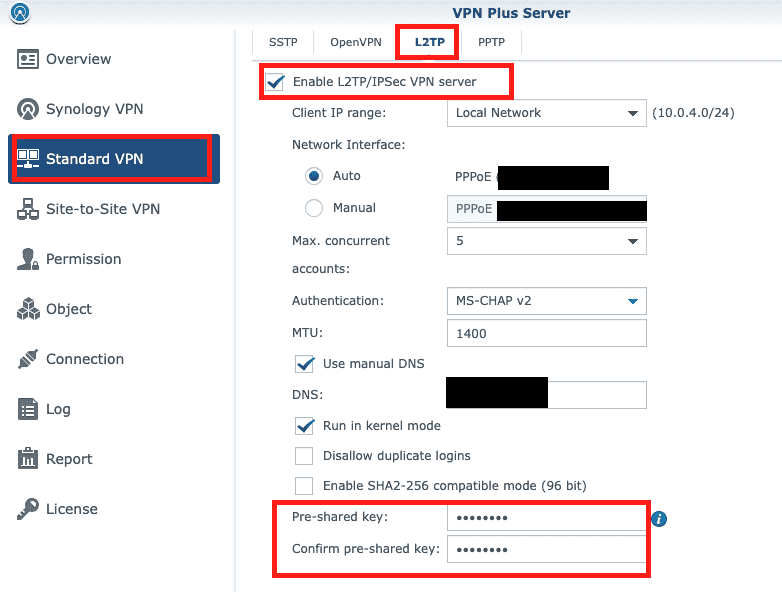 VPN Plus Server
Overview
Synology VPN
Standard VPN
Site-to-Site VPN
Permission
Object
Connection
Log
Report
License
SSTP OpenVPN L2TP PPTP
Enable L2TP/IPSec VPN server
Client IP range: Local Network (10.0.4.0/24)
Network Interface:
Auto PPPoE (
Manual PPPoE
Max. concurrent 5
accounts:
Authentication: MS-CHAP v2
MTU: 1400
Use manual DNS
DNS:
Run in kernel mode
Disallow duplicate logins
Enable SHA2-256 compatible mode (96 bit)
Pre-shared key: ••••••••
Confirm pre-shared key: ••••••••